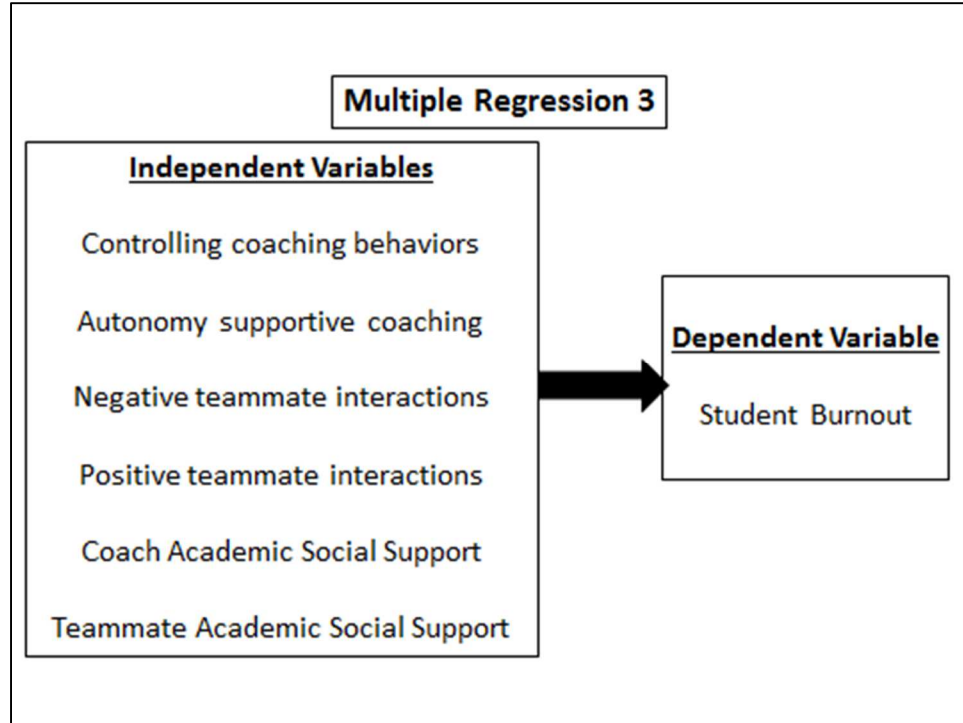 Multiple Regression 3
Independent Variables
Controlling coaching behaviors
Autonomy supportive coaching
Negative teammate interactions
Positive teammate interactions
Coach Academic Social Support
Teammate Academic Social Support
Dependent Variable
Student Burnout